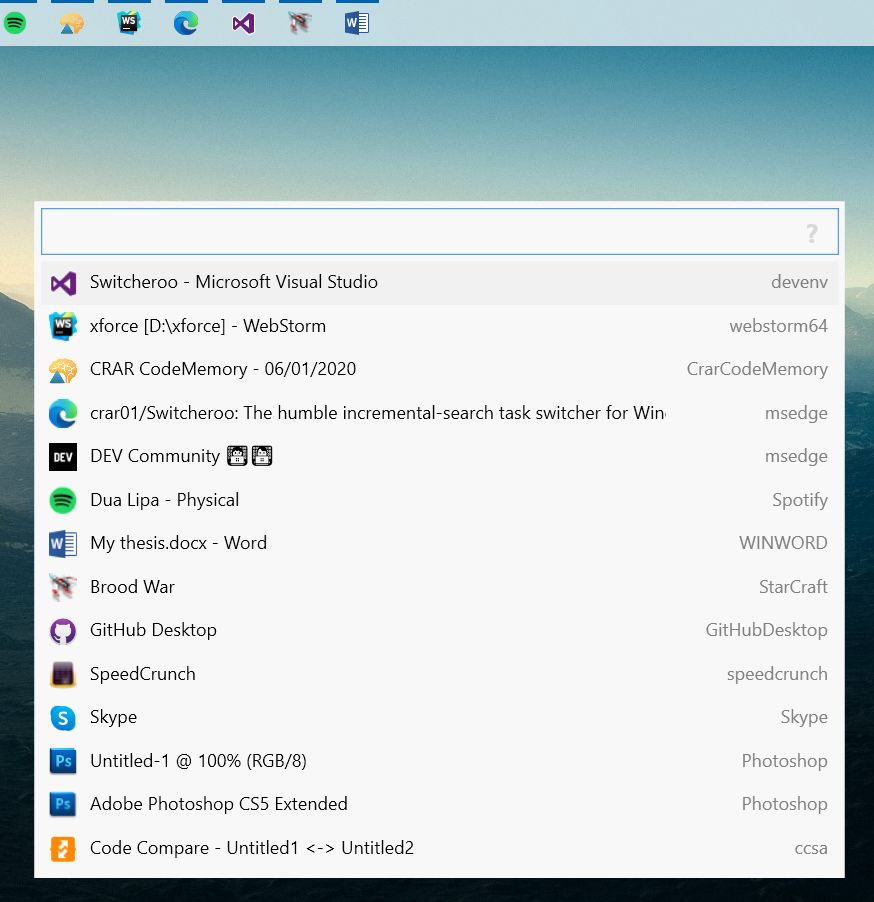 WS
?
Switcheroo - Microsoft Visual Studio devenv
WS xforce [D:\xforce] - WebStorm webstorm64
CRAR CodeMemory - 06/01/2020 CrarCodeMemory
crar01/Switcheroo: The humble incremental-search task switcher for Win msedge
DEV DEV Community 👩‍💻👩‍💻 msedge
Dua Lipa - Physical Spotify
W My thesis.docx - Word WINWORD
Brood War StarCraft
GitHub Desktop GitHubDesktop
SpeedCrunch speedcrunch
S Skype Skype
Ps Untitled-1 @ 100% (RGB/8) Photoshop
Ps Adobe Photoshop CS5 Extended Photoshop
Code Compare - Untitled1 <-> Untitled2 ccsa